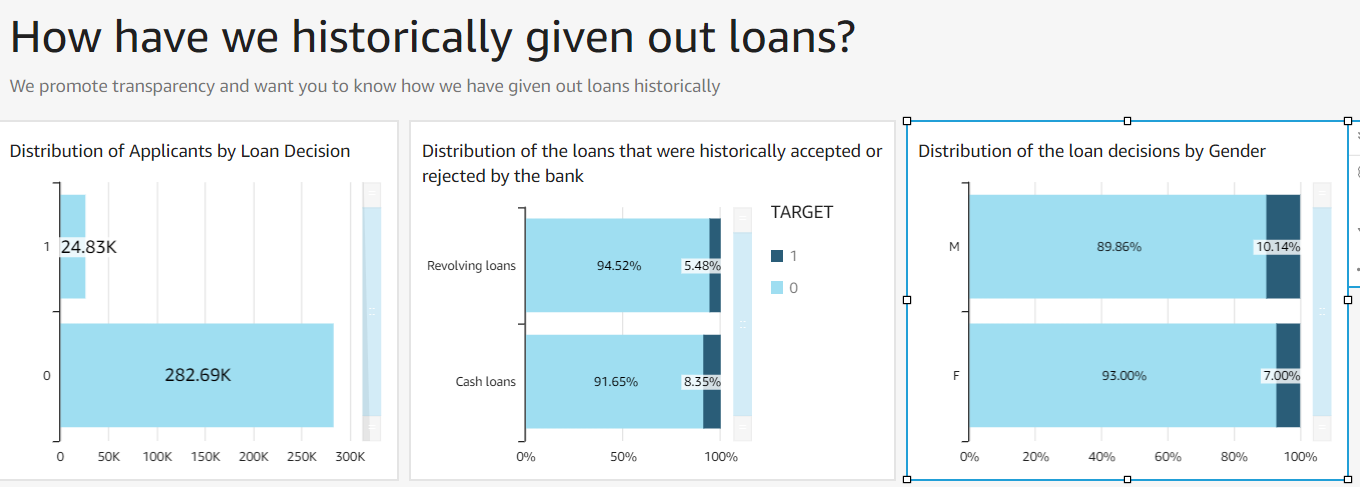 How have we historically given out loans?
We promote transparency and want you to know how we have given out loans historically
Distribution of Applicants by Loan Decision
1
24.83K
0
282.69K
0 50K 100K 150K 200K 250K 300K
Distribution of the loans that were historically accepted or
rejected by the bank
TARGET
1
0
Revolving loans
94.52% 5.48%
Cash loans
91.65% 8.35%
0% 50% 100%
Distribution of the loan decisions by Gender
M
89.86% 10.14%
F
93.00% 7.00%
0% 20% 40% 60% 80% 100%